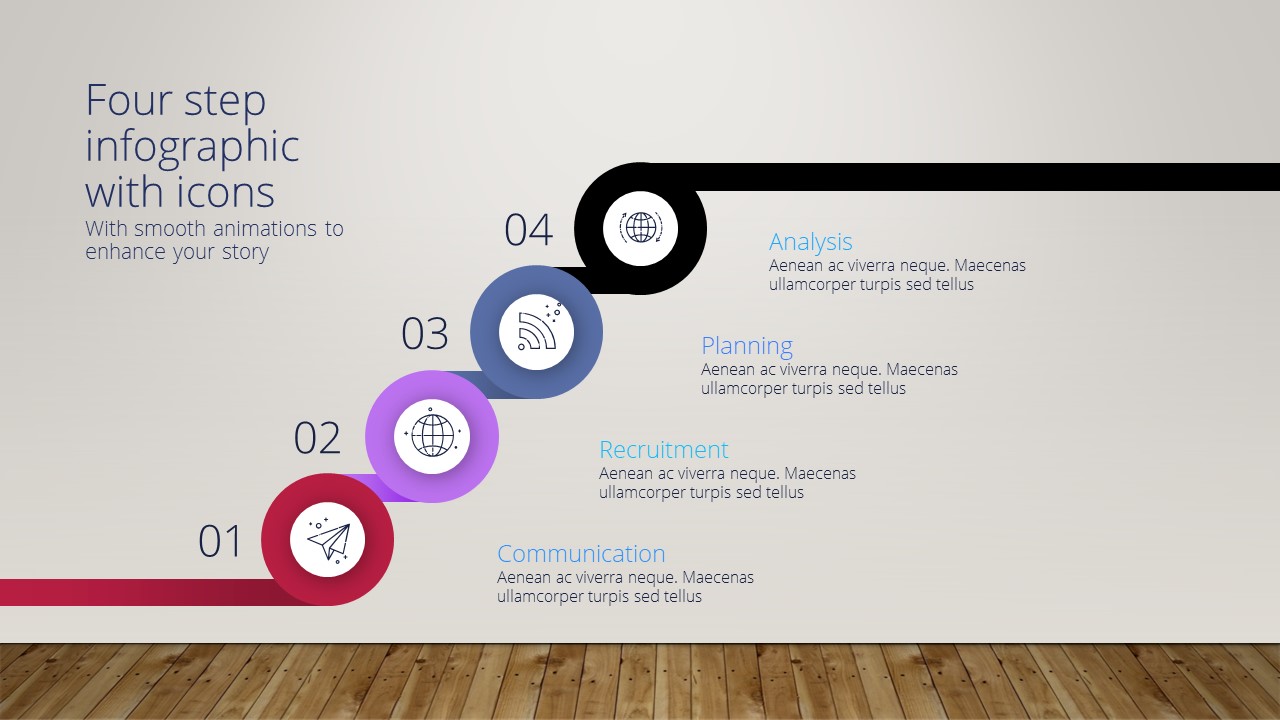 Four step
infographic
with icons
With smooth animations to
enhance your story
04
Analysis
Aenean ac viverra neque. Maecenas
ullamcorper turpis sed tellus
03
Planning
Aenean ac viverra neque. Maecenas
ullamcorper turpis sed tellus
02
Recruitment
Aenean ac viverra neque. Maecenas
ullamcorper turpis sed tellus
01
Communication
Aenean ac viverra neque. Maecenas
ullamcorper turpis sed tellus